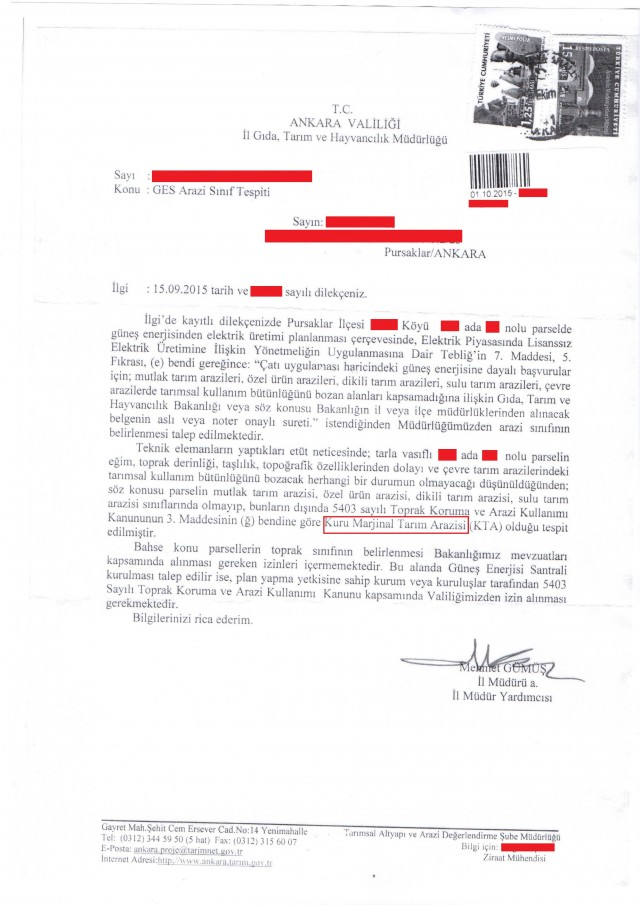 TÜRKİYE CUMHURİYETİ
1.25
RESMİ POSTA
15
TÜRKİYE CUMHURİYETİ
Ekim
T.C.
ANKARA VALİLİĞİ
İl Gıda, Tarım ve Hayvancılık Müdürlüğü
01 10 2015 -
Sayı :
Konu : GES Arazi Sınıf Tespiti
Sayın:
Pursaklar/ANKARA
İlgi : 15.09.2015 tarih ve sayılı dilekçeniz.
İlgi'de kayıtlı dilekçenizde Pursaklar İlçesi Köyü ada nolu parselde
güneş enerjisinden elektrik üretimi planlanması çerçevesinde, Elektrik Piyasasında Lisanssız
Elektrik Üretimine İlişkin Yönetmeliğin Uygulanmasına Dair Tebliğ'in 7. Maddesi, 5.
Fıkrası, (e) bendi gereğince: “Çatı uygulaması haricindeki güneş enerjisine dayalı başvurular
için; mutlak tarım arazileri, özel ürün arazileri, dikili tarım arazileri, sulu tarım arazileri, çevre
arazilerde tarımsal kullanım bütünlüğünü bozan alanları kapsamadığına ilişkin Gıda, Tarım ve
Hayvancılık Bakanlığı veya söz konusu Bakanlığın il veya ilçe müdürlüklerinden alınacak
belgenin aslı veya noter onaylı sureti.” istendiğinden Müdürlüğümüzden arazi sınıfının
belirlenmesi talep edilmektedir.
Teknik elemanların yaptıkları etüt neticesinde; tarla vasıflı ada nolu parselin
eğim, toprak derinliği, taşlılık, topoğrafik özelliklerinden dolayı ve çevre tarım arazilerindeki
tarımsal kullanım bütünlüğünü bozacak herhangi bir durumun olmayacağı düşünüldüğünden;
söz konusu parselin mutlak tarım arazisi, özel ürün arazisi, dikili tarım arazisi, sulu tarım
arazisi sınıflarında olmayıp, bunların dışında 5403 sayılı Toprak Koruma ve Arazi Kullanımı
Kanununun 3. Maddesinin (ğ) bendine göre Kuru Marjinal Tarım Arazisi (KTA) olduğu tespit
edilmiştir.
Bahse konu parsellerin toprak sınıfının belirlenmesi Bakanlığımız mevzuatları
kapsamında alınması gereken izinleri içermemektedir. Bu alanda Güneş Enerjisi Santrali
kurulması talep edilir ise, plan yapma yetkisine sahip kurum veya kuruluşlar tarafından 5403
Sayılı Toprak Koruma ve Arazi Kullanımı Kanunu kapsamında Valiliğimizden izin alınması
gerekmektedir.
Bilgilerinizi rica ederim.
Mehmet GÜMÜŞ
İl Müdürü a.
İl Müdür Yardımcısı
Gayret Mah.Şehit Cem Ersever Cad.No:14 Yenimahalle
Tel: (0312) 344 59 50 (5 hat) Fax: (0312) 315 60 07
E-Posta: ankara.proje@tarimnet.gov.tr
İnternet Adresi:http://www.ankara.tarim.gov.tr
Tarımsal Altyapı ve Arazi Değerlendirme Şube Müdürlüğü
Bilgi için:
Ziraat Mühendisi